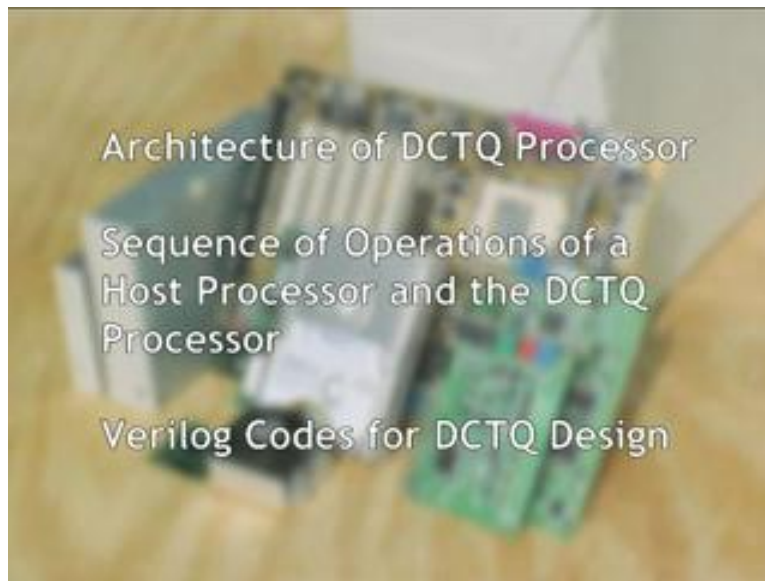 Architecture of DCTQ Processor
Sequence of Operations of a
Host Processor and the DCTQ
Processor
Verilog Codes for DCTQ Design